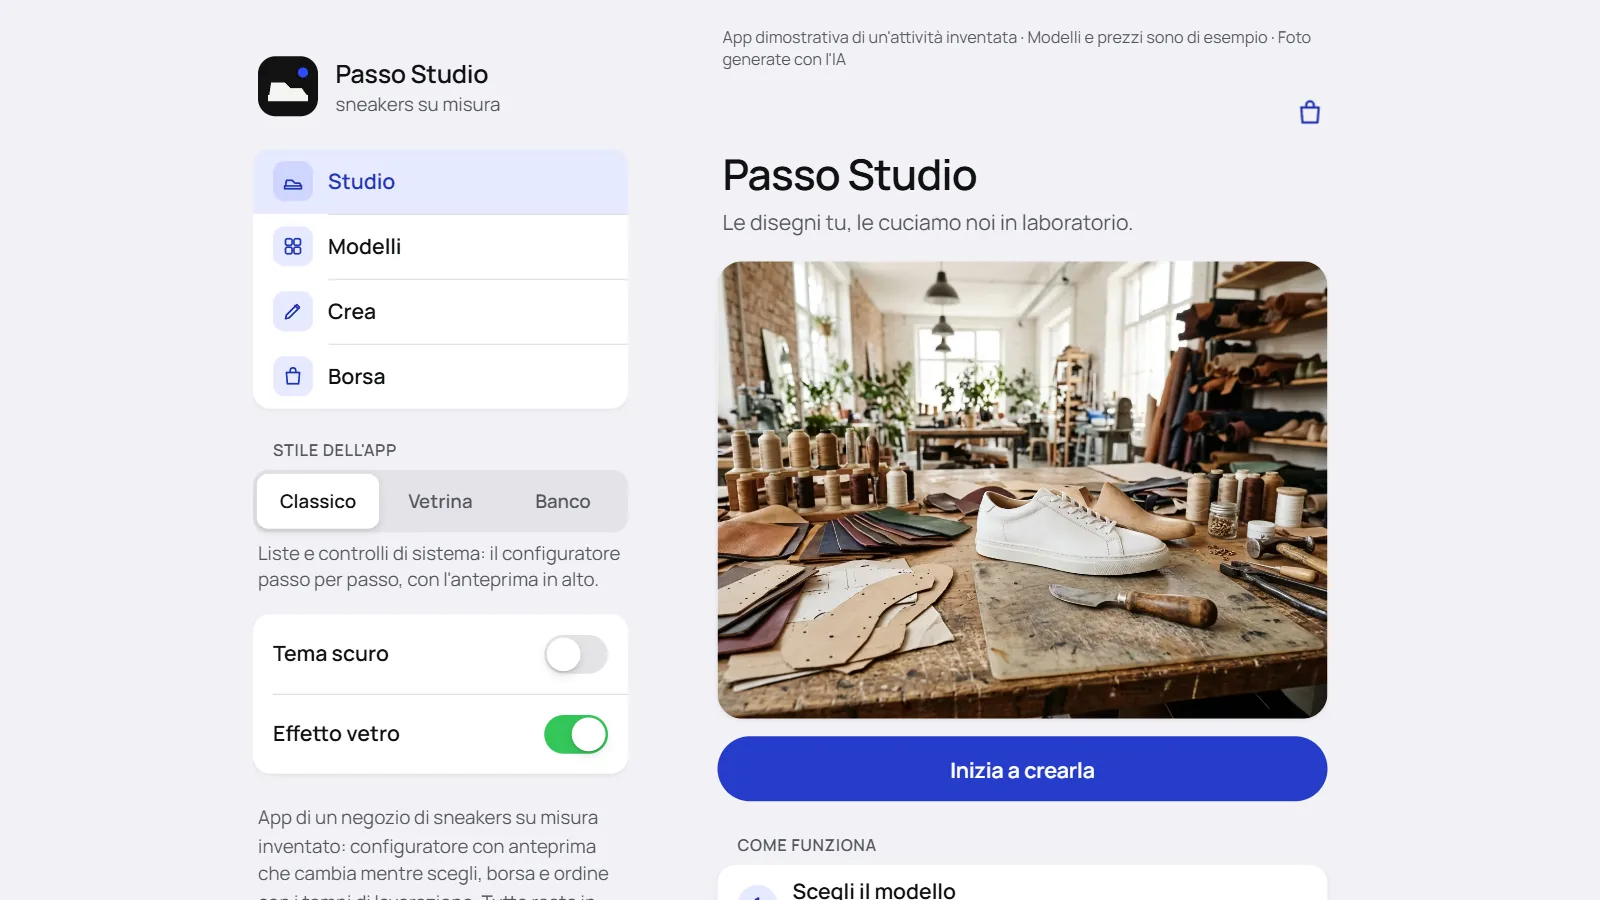 App dimostrativa di un'attività inventata · Modelli e prezzi sono di esempio · Foto
generate con l'IA
Passo Studio
sneakers su misura
Studio
Modelli
Crea
Borsa
STILE DELL'APP
Classico
Vetrina
Banco
Liste e controlli di sistema: il configuratore
passo per passo, con l'anteprima in alto.
Tema scuro
Effetto vetro
App di un negozio di sneakers su misura
inventato: configuratore con anteprima
che cambia mentre scegli, borsa e ordine
Passo Studio
Le disegni tu, le cuciamo noi in laboratorio.
Inizia a crearla
COME FUNZIONA
Scegli il modello